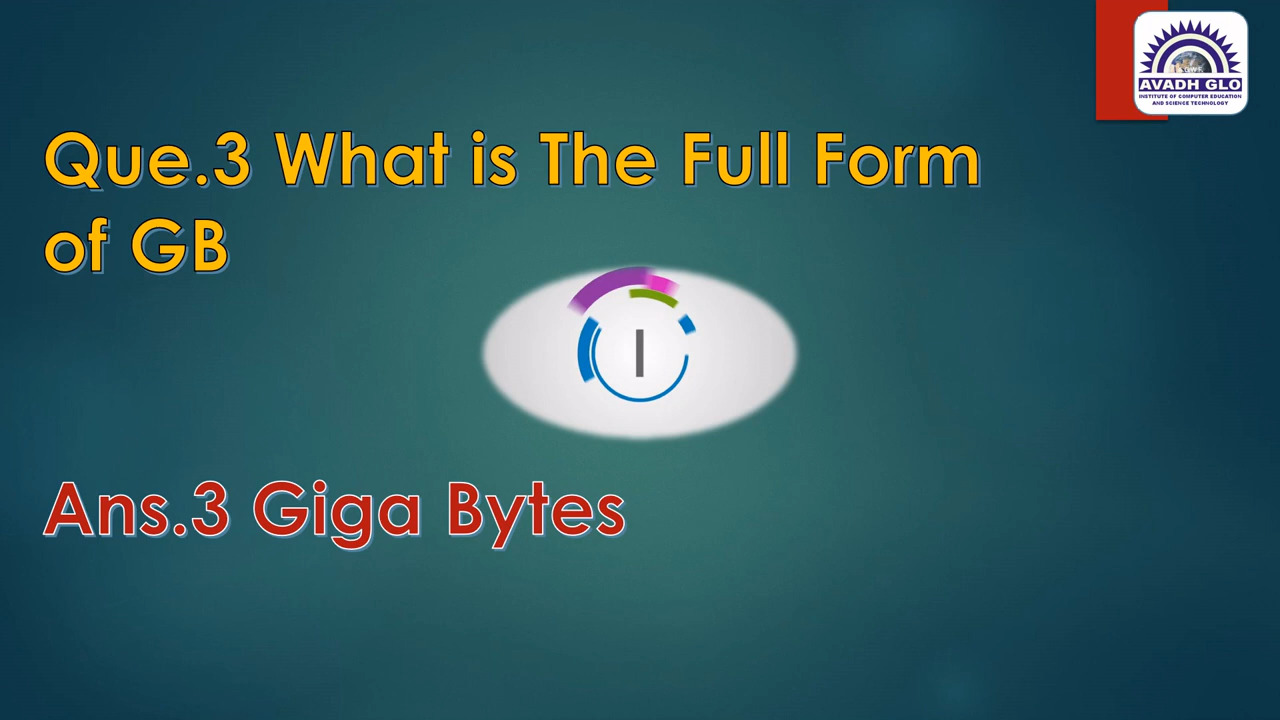 AVADH GLO
INSTITUTE OF COMPUTER EDUCATION
AND SCIENCE TECHNOLOGY
Que.3 What is The Full Form
of GB
Ans.3 Giga Bytes